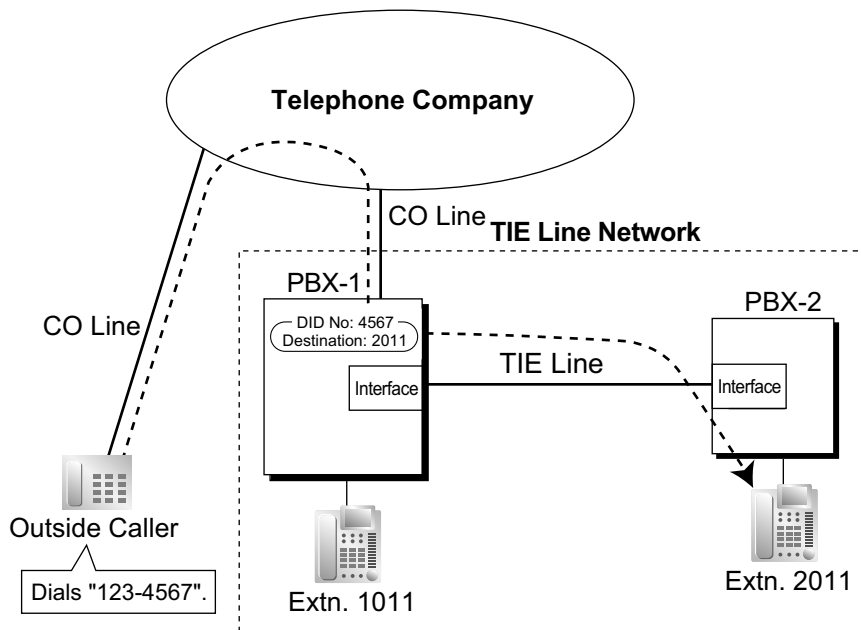 Telephone Company
CO Line
TIE Line Network
PBX-1
PBX-2
CO Line
DID No: 4567
Destination: 2011
TIE Line
Interface
Interface
Outside Caller
Dials "123-4567".
Extn. 1011
Extn. 2011